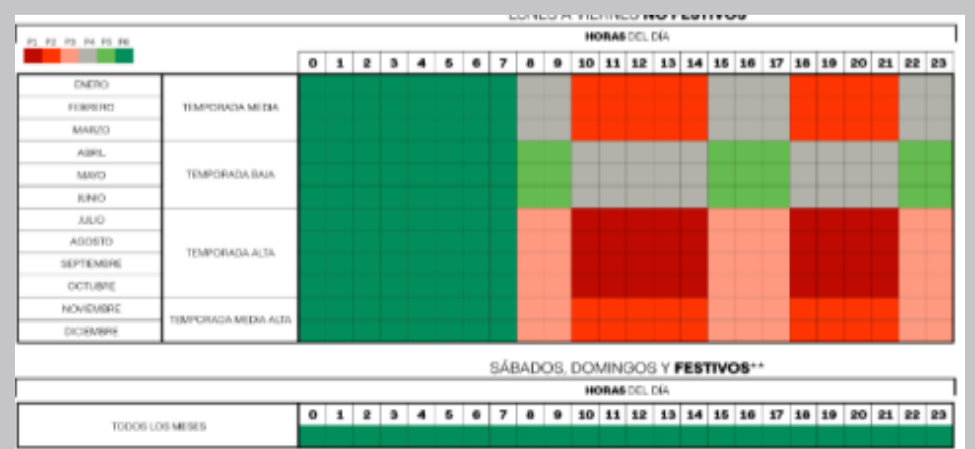 LUNES A VIERNES NO FESTIVOS
HORAS DEL DÍA
P1 P2 P3 P4 P5 P6
0 1 2 3 4 5 6 7 8 9 10 11 12 13 14 15 16 17 18 19 20 21 22 23
ENERO
FEBRERO
MARZO
TEMPORADA MEDIA
ABRIL
MAYO
JUNIO
TEMPORADA BAJA
JULIO
AGOSTO
SEPTIEMBRE
OCTUBRE
TEMPORADA ALTA
NOVIEMBRE
DICIEMBRE
TEMPORADA MEDIA ALTA
SÁBADOS, DOMINGOS Y FESTIVOS**
HORAS DEL DÍA
0 1 2 3 4 5 6 7 8 9 10 11 12 13 14 15 16 17 18 19 20 21 22 23
TODOS LOS MESES